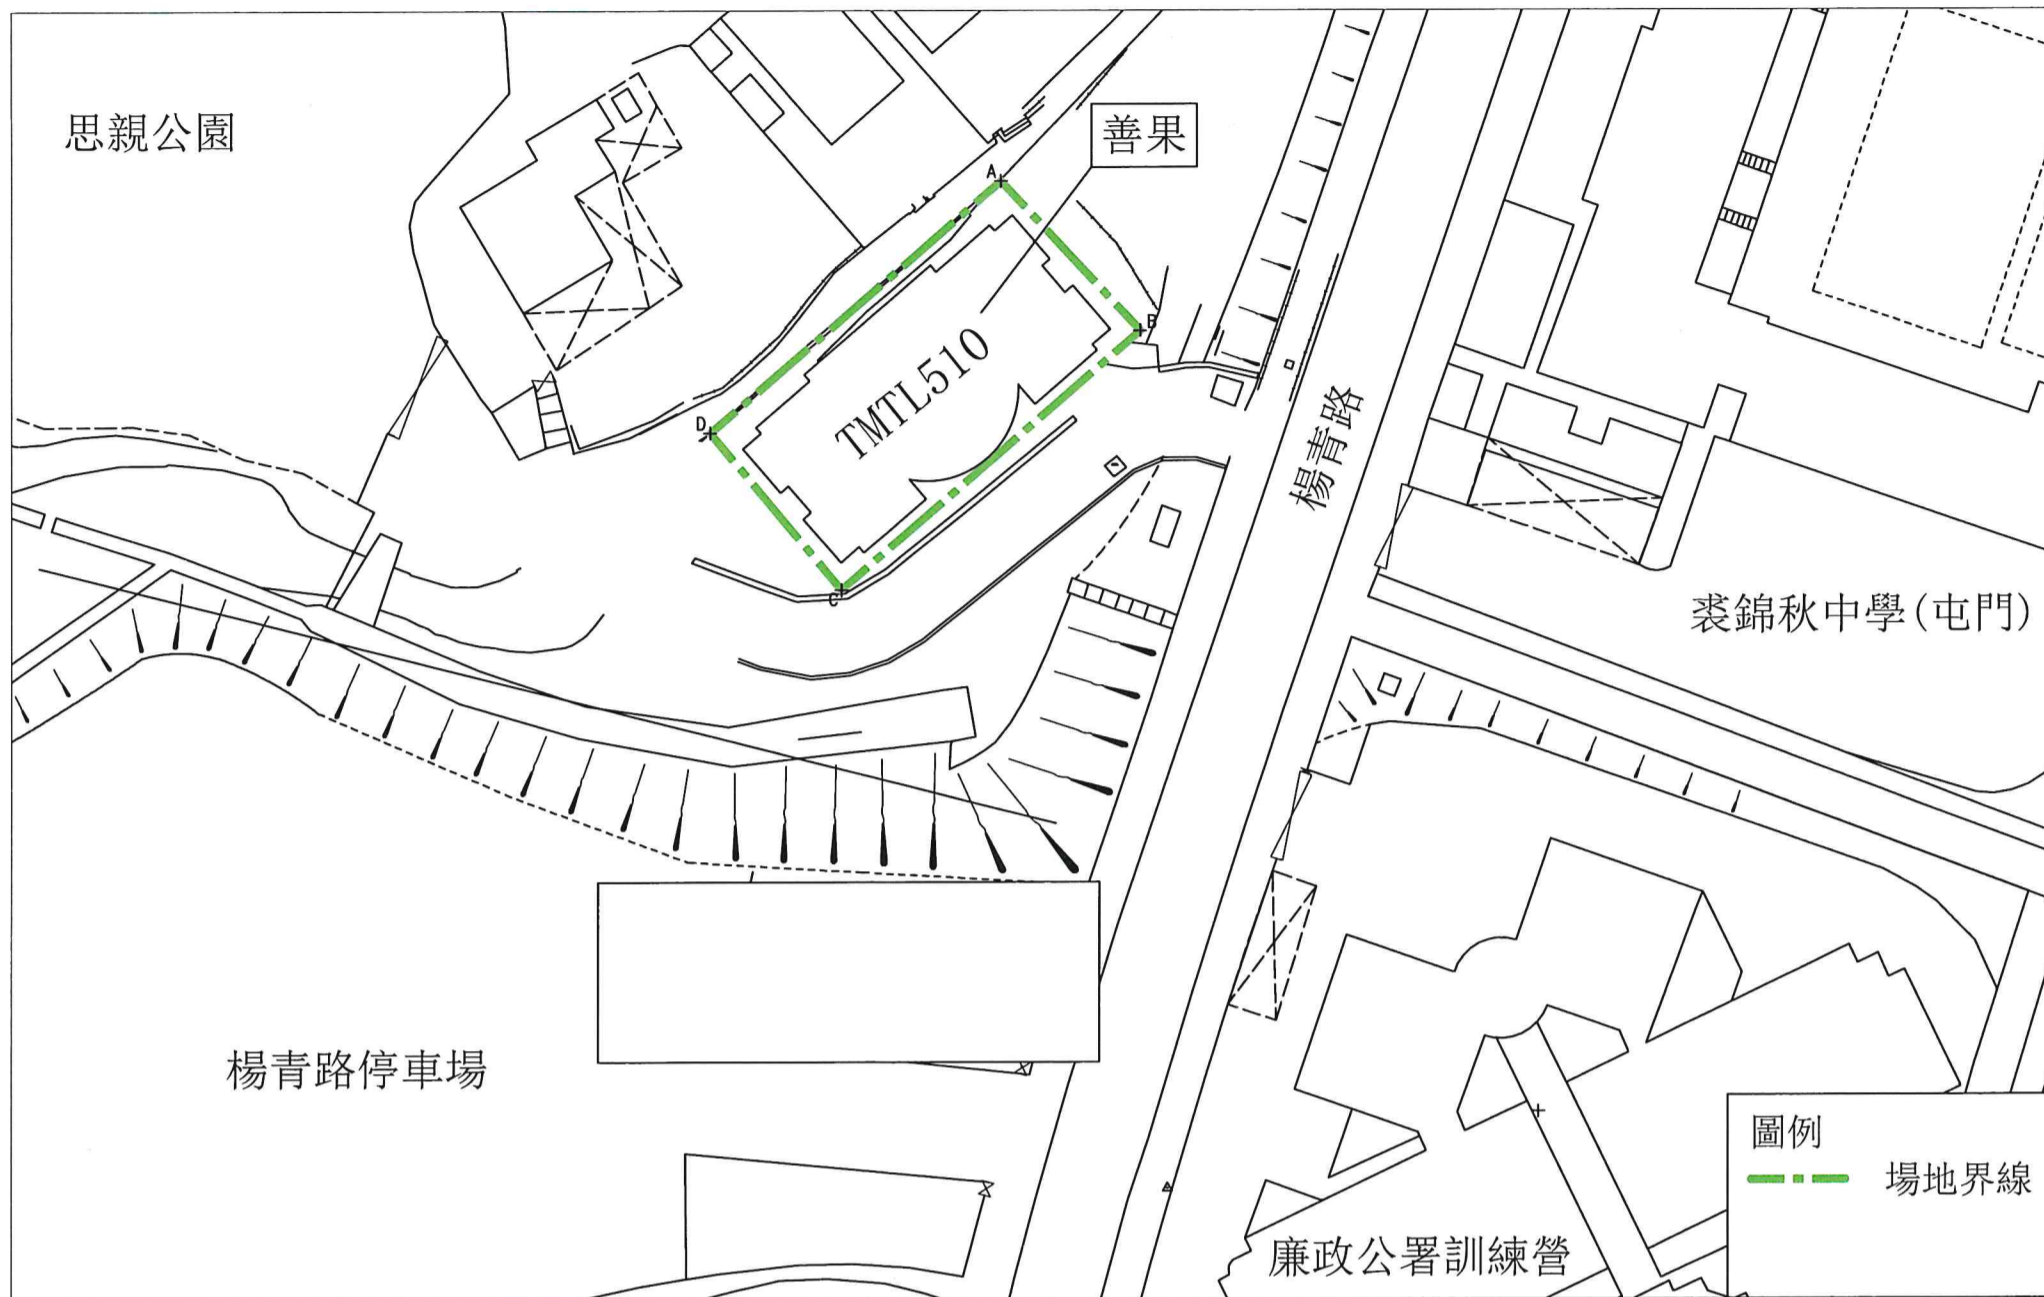 思親公園
善果
A
B
TMTL510
D
C
楊青路
裘錦秋中學(屯門)
楊青路停車場
圖例
場地界線
廉政公署訓練營